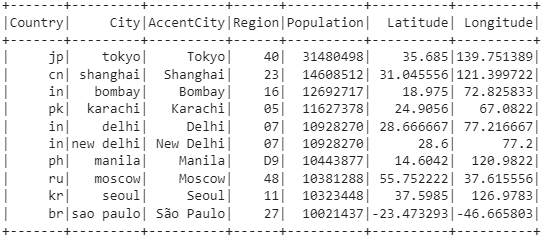 +-------+---------+----------+------+----------+----------+----------+
|Country|     City|AccentCity|Region|Population|  Latitude| Longitude|
+-------+---------+----------+------+----------+----------+----------+
|     jp|    tokyo|     Tokyo|    40|  31480498|    35.685|139.751389|
|     cn| shanghai|  Shanghai|    23|  14608512| 31.045556|121.399722|
|     in|   bombay|    Bombay|    16|  12692717|    18.975| 72.825833|
|     pk|  karachi|   Karachi|    05|  11627378|   24.9056|   67.0822|
|     in|    delhi|     Delhi|    07|  10928270| 28.666667| 77.216667|
|     in|new delhi| New Delhi|    07|  10928270|      28.6|      77.2|
|     ph|   manila|    Manila|    D9|  10443877|   14.6042|  120.9822|
|     ru|   moscow|    Moscow|    48|  10381288| 55.752222| 37.615556|
|     kr|    seoul|     Seoul|    11|  10323448|   37.5985|  126.9783|
|     br|sao paulo| São Paulo|    27|  10021437|-23.473293|-46.665803|
+-------+---------+----------+------+----------+----------+----------+